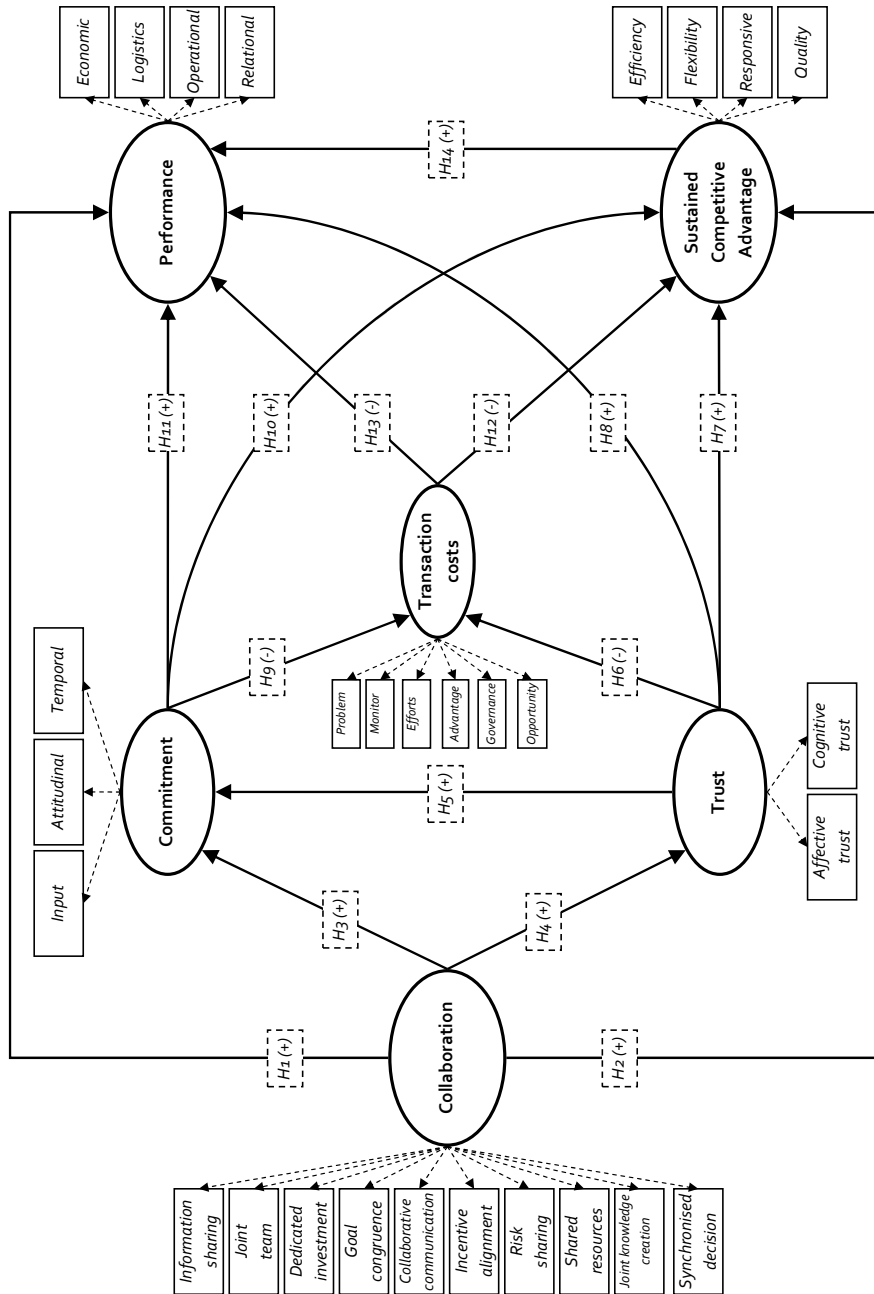 Information
sharing
Joint
team
Dedicated
investment
Goal
congruence
Collaborative
communication
Incentive
alignment
Risk
sharing
Shared
resources
Joint knowledge
creation
Synchronised
decision
Collaboration
H1 (+)
H2 (+)
H3 (+)
H4 (+)
Input
Attitudinal
Temporal
Commitment
H5 (+)
Trust
Affective
trust
Cognitive
trust
H9 (-)
H6 (-)
Problem
Monitor
Efforts
Advantage
Governance
Opportunity
Transaction
costs
H11 (+)
H10 (+)
H13 (-)
H12 (-)
H8 (+)
H7 (+)
Performance
H14 (+)
Sustained
Competitive
Advantage
Economic
Logistics
Operational
Relational
Efficiency
Flexibility
Responsive
Quality